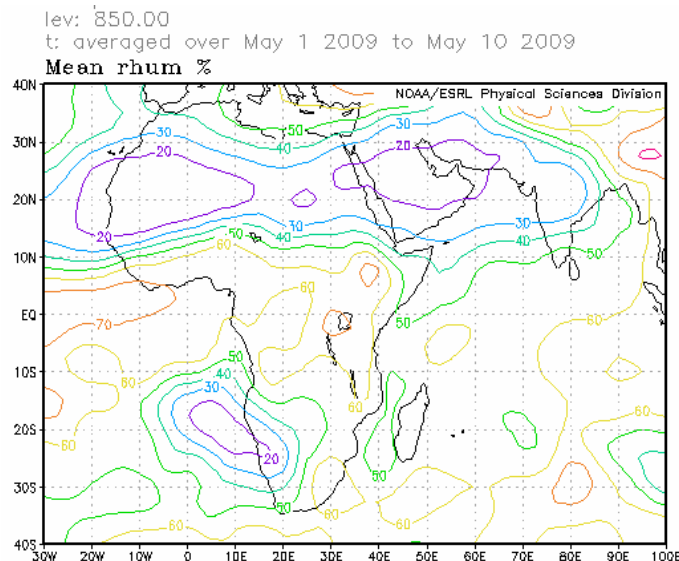 lev: 850.00
t: averaged over May 1 2009 to May 10 2009
Mean rhum %
NOAA/ESRL Physical Sciences Division
40N
30N
20N
10N
EQ
10S
20S
30S
40S
30W 20W 10W 0 10E 20E 30E 40E 50E 60E 70E 80E 90E 100E
50
30 20 30
40 40
20
20 30 30
40 40
50 50
60
60
50
70 60
50
40 60
60 30
60
20
50
50
60 60